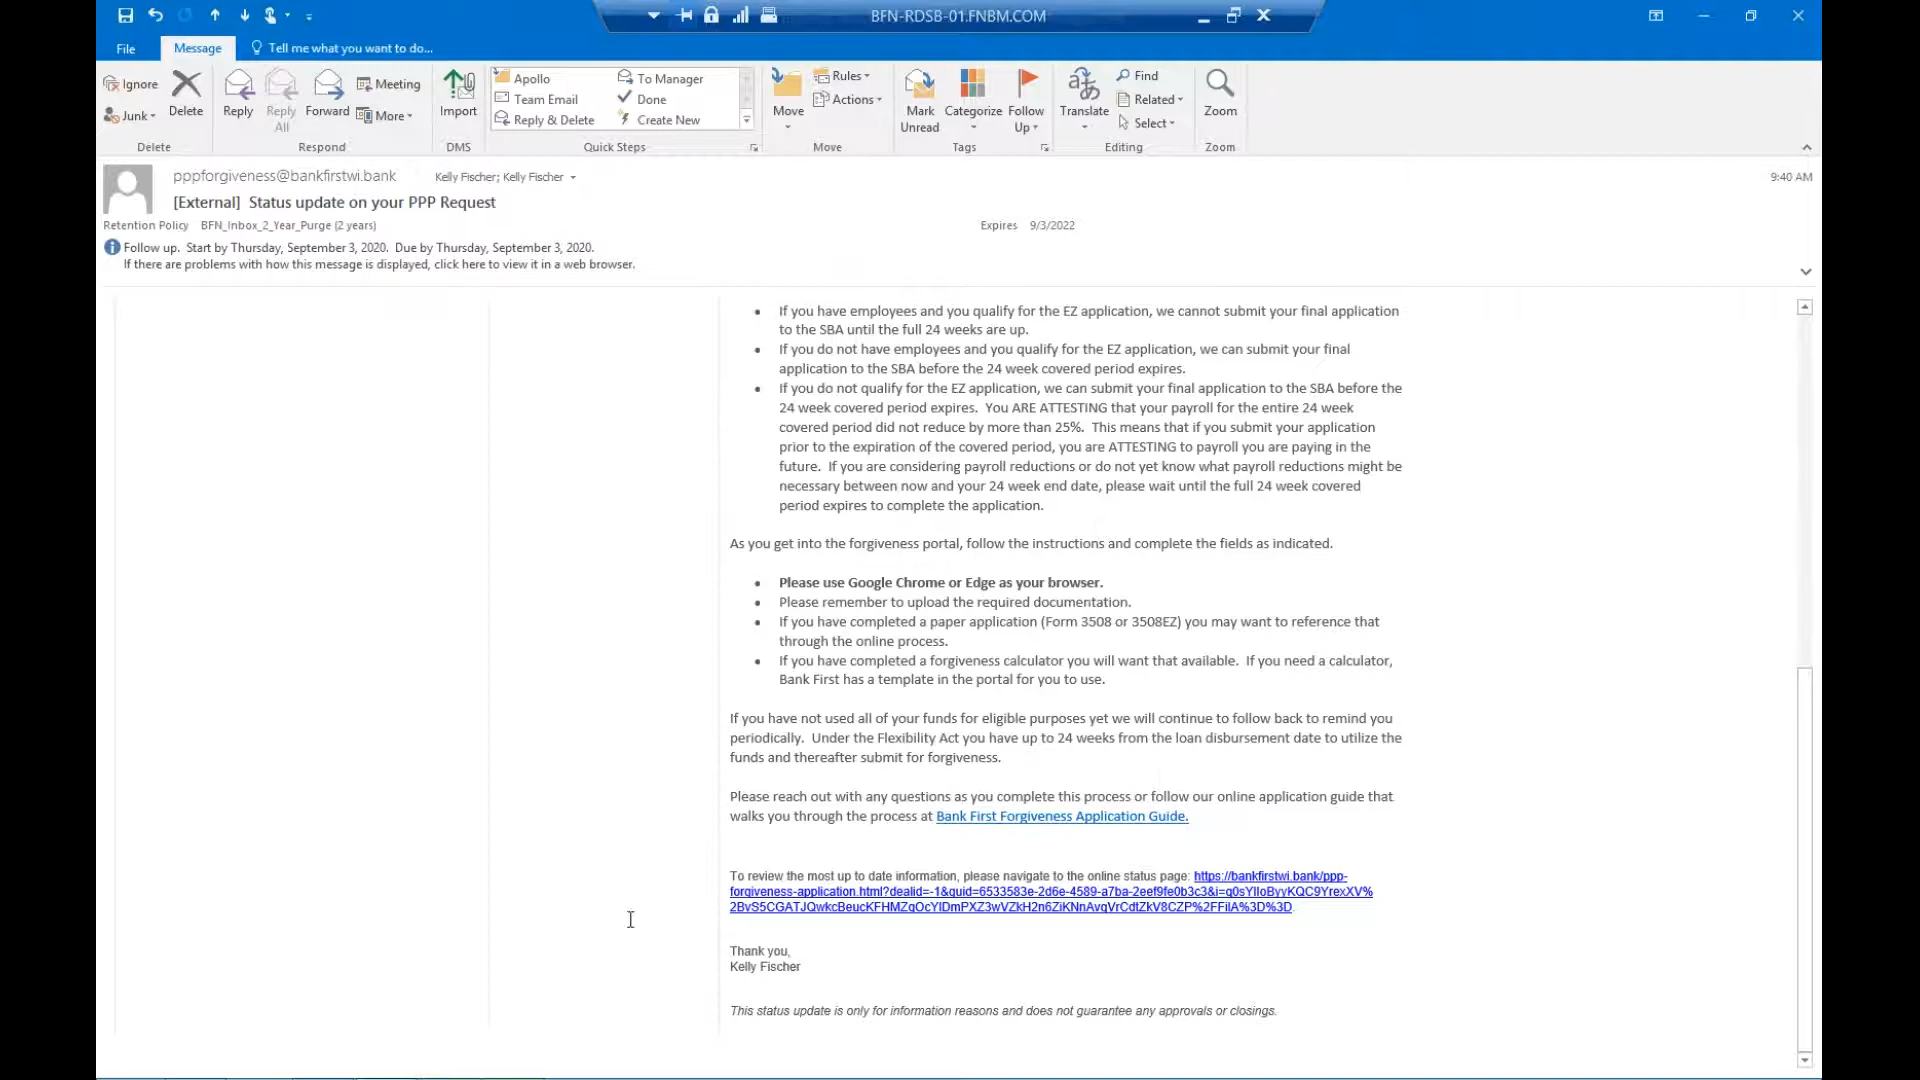 BFN-RDSB-01.FNBM.COM
File
Message
Tell me what you want to do...
Ignore
Junk
Delete
Delete
Reply
Reply All
Forward
Meeting
More
Respond
Import
DMS
Apollo
To Manager
Team Email
Done
Reply & Delete
Create New
Quick Steps
Move
Rules
Actions
Move
Mark Unread
Categorize
Follow Up
Tags
Translate
Find
Related
Select
Editing
Zoom
Zoom
pppforgiveness@bankfirstwi.bank
Kelly Fischer; Kelly Fischer
9:40 AM
[External] Status update on your PPP Request
Retention Policy BFN_Inbox_2_Year_Purge (2 years)
Expires 9/3/2022
Follow up. Start by Thursday, September 3, 2020. Due by Thursday, September 3, 2020.
If there are problems with how this message is displayed, click here to view it in a web browser.
• If you have employees and you qualify for the EZ application, we cannot submit your final application
to the SBA until the full 24 weeks are up.
• If you do not have employees and you qualify for the EZ application, we can submit your final
application to the SBA before the 24 week covered period expires.
• If you do not qualify for the EZ application, we can submit your final application to the SBA before the
24 week covered period expires. You ARE ATTESTING that your payroll for the entire 24 week
covered period did not reduce by more than 25%. This means that if you submit your application
prior to the expiration of the covered period, you are ATTESTING to payroll you are paying in the
future. If you are considering payroll reductions or do not yet know what payroll reductions might be
necessary between now and your 24 week end date, please wait until the full 24 week covered
period expires to complete the application.
As you get into the forgiveness portal, follow the instructions and complete the fields as indicated.
• Please use Google Chrome or Edge as your browser.
• Please remember to upload the required documentation.
• If you have completed a paper application (Form 3508 or 3508EZ) you may want to reference that
through the online process.
• If you have completed a forgiveness calculator you will want that available. If you need a calculator,
Bank First has a template in the portal for you to use.
If you have not used all of your funds for eligible purposes yet we will continue to follow back to remind you
periodically. Under the Flexibility Act you have up to 24 weeks from the loan disbursement date to utilize the
funds and thereafter submit for forgiveness.
Please reach out with any questions as you complete this process or follow our online application guide that
walks you through the process at Bank First Forgiveness Application Guide.
To review the most up to date information, please navigate to the online status page: https://bankfirstwi.bank/ppp-
forgiveness-application.html?dealid=-1&guid=6533583e-2d6e-4589-a7ba-2eef9fe0b3c3&i=q0sYIloByyKQC9YrexXV%
2BvS5CGATJQwkcBeucKFHMZqOcYIDmPXZ3wVZkH2n6ZiKNnAvqVrCdtZkV8CZP%2FFilA%3D%3D.
Thank you,
Kelly Fischer
This status update is only for information reasons and does not guarantee any approvals or closings.